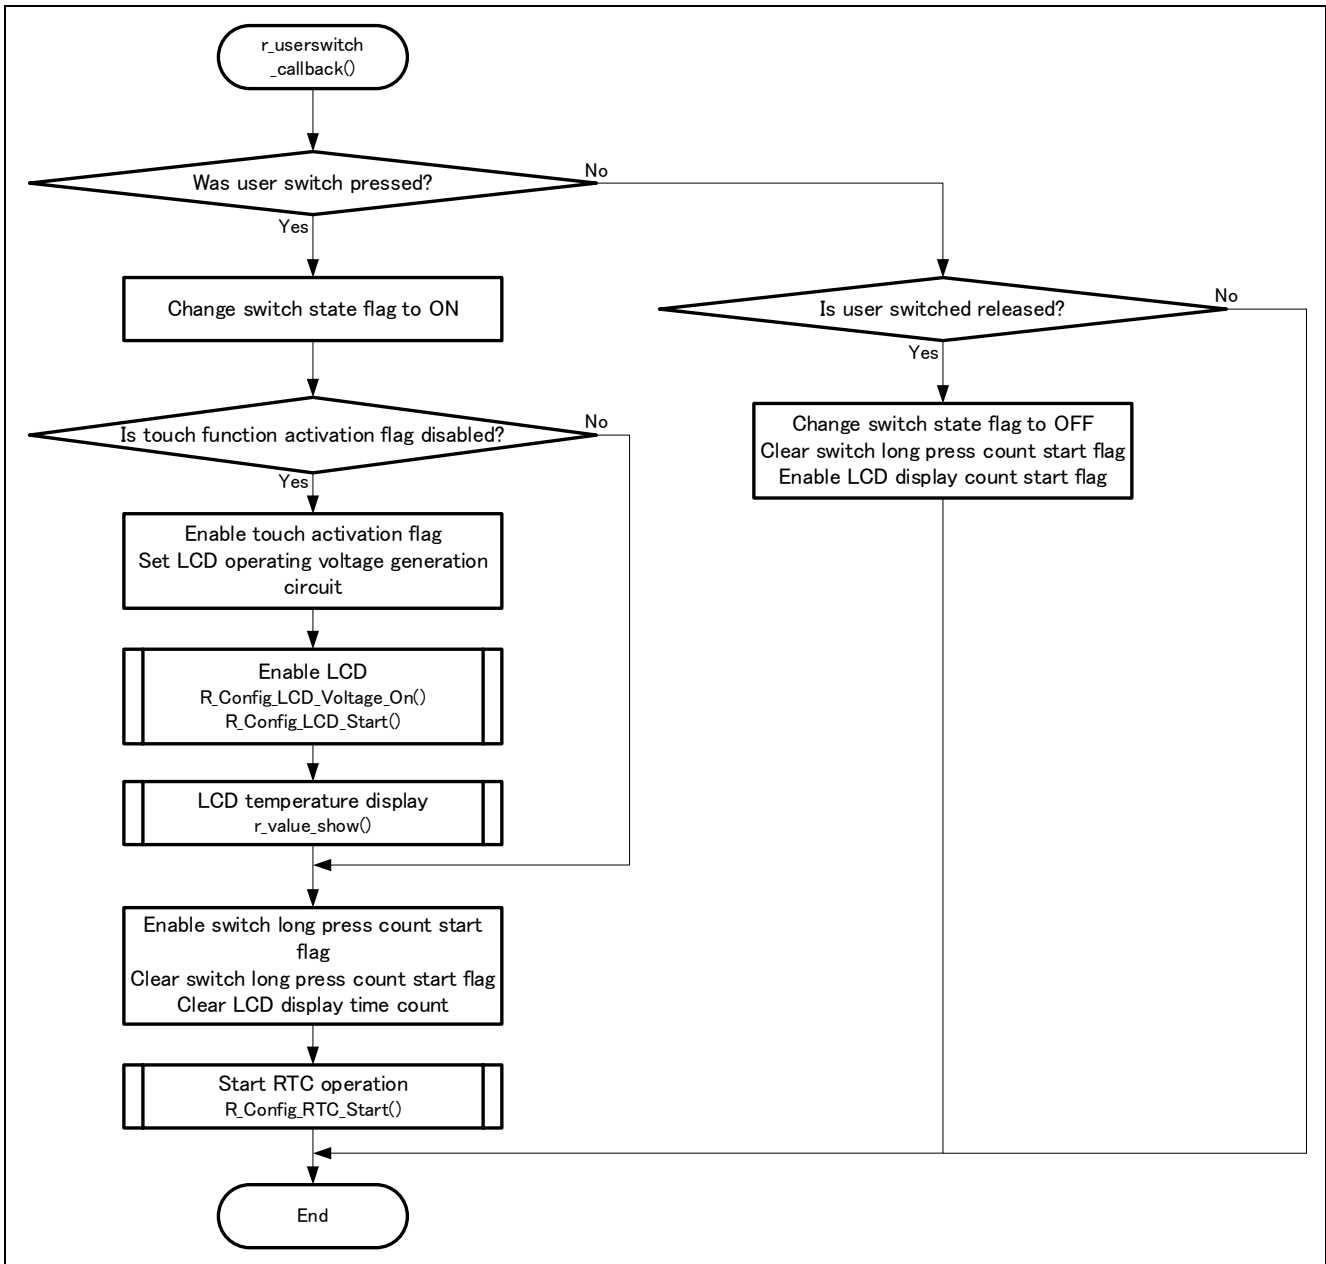 r_userswitch
_callback()
Was user switch pressed?
No
Yes
Change switch state flag to ON
Is user switched released?
No
Yes
Change switch state flag to OFF
Clear switch long press count start flag
Enable LCD display count start flag
Is touch function activation flag disabled?
No
Yes
Enable touch activation flag
Set LCD operating voltage generation
circuit
Enable LCD
R_Config_LCD_Voltage_On()
R_Config_LCD_Start()
LCD temperature display
r_value_show()
Enable switch long press count start
flag
Clear switch long press count start flag
Clear LCD display time count
Start RTC operation
R_Config_RTC_Start()
End